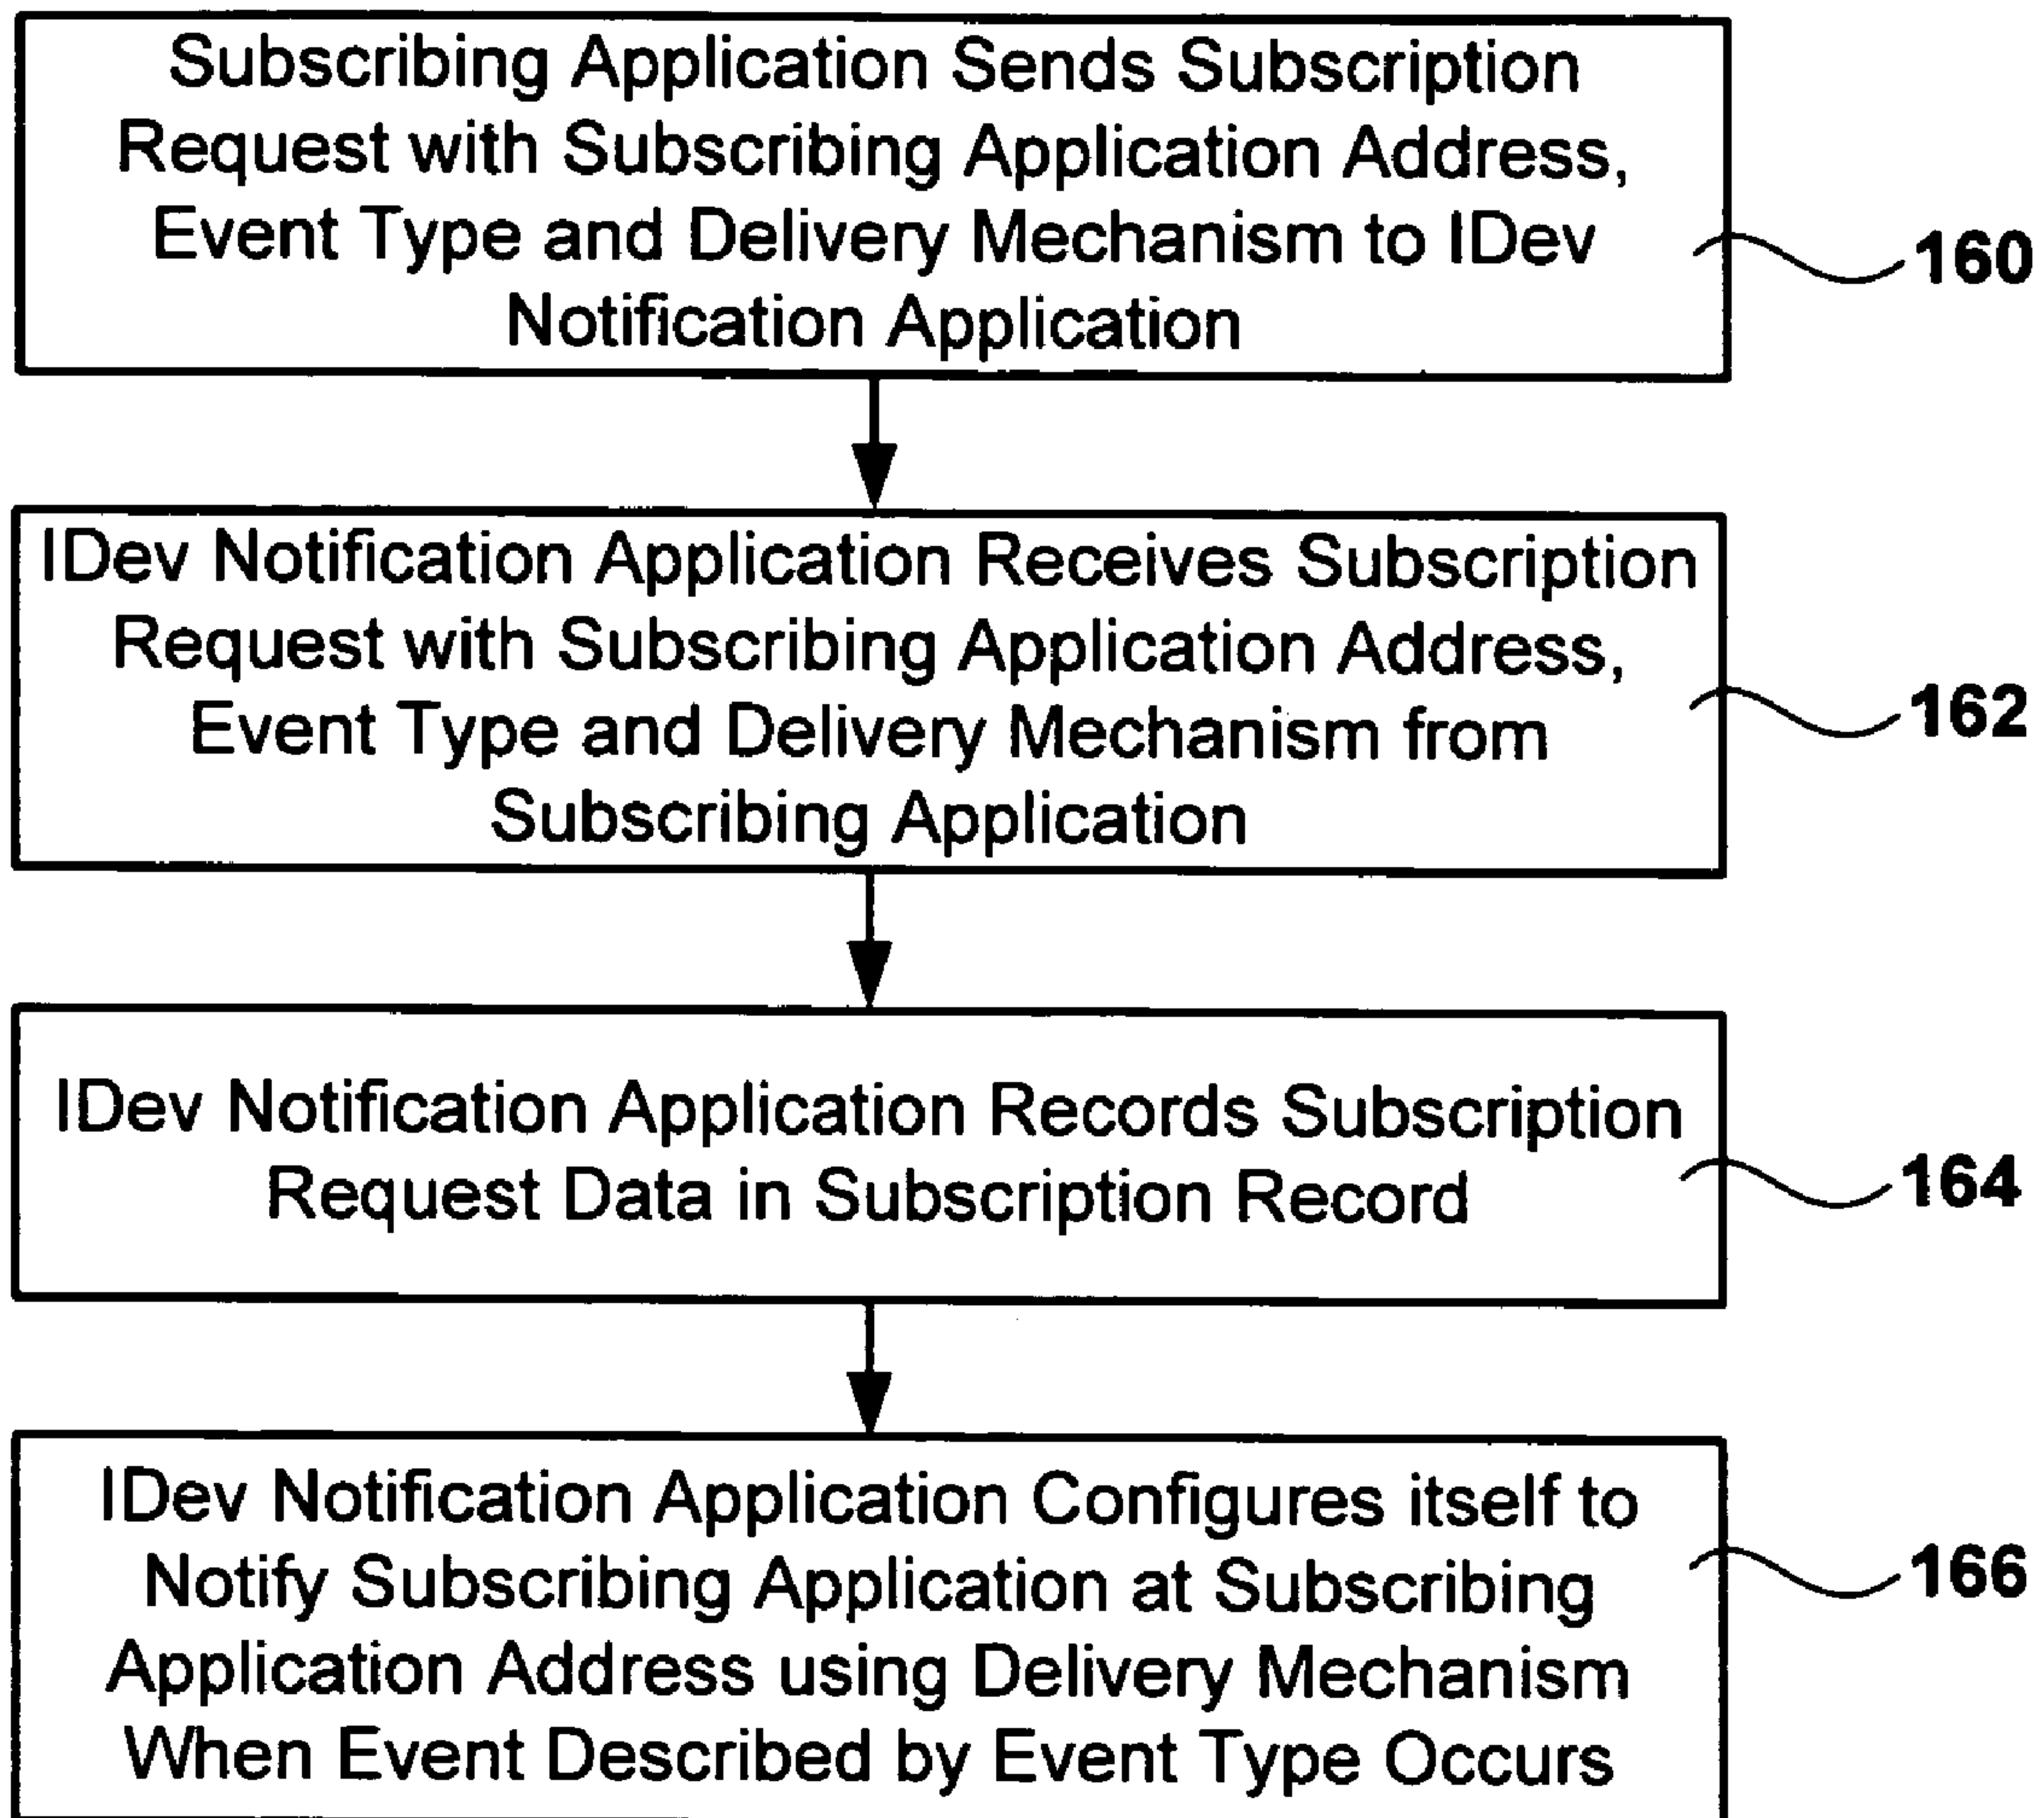 Subscribing Application Sends Subscription
Request with Subscribing Application Address,
Event Type and Delivery Mechanism to IDev
Notification Application
160
IDev Notification Application Receives Subscription
Request with Subscribing Application Address,
Event Type and Delivery Mechanism from
Subscribing Application
162
IDev Notification Application Records Subscription
Request Data in Subscription Record
164
IDev Notification Application Configures itself to
Notify Subscribing Application at Subscribing
Application Address using Delivery Mechanism
When Event Described by Event Type Occurs
166